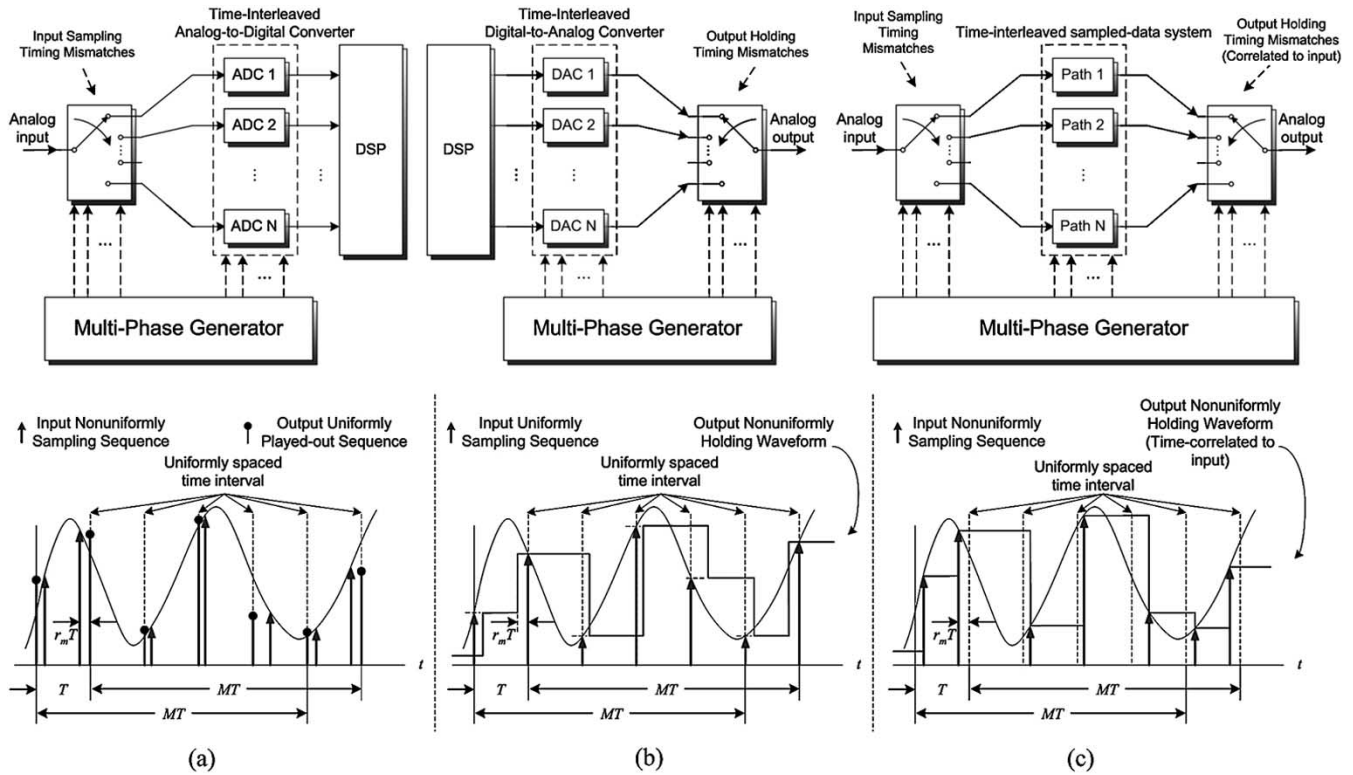 Time-Interleaved
Analog-to-Digital Converter
Input Sampling
Timing Mismatches
Analog
input
ADC 1
ADC 2
ADC N
DSP
...
...
Multi-Phase Generator
Time-Interleaved
Digital-to-Analog Converter
Output Holding
Timing Mismatches
DSP
DAC 1
DAC 2
DAC N
Analog
output
...
...
Multi-Phase Generator
Input Sampling
Timing
Mismatches
Time-interleaved sampled-data system
Output Holding
Timing Mismatches
(Correlated to input)
Analog
input
Path 1
Path 2
Path N
Analog
output
...
...
...
Multi-Phase Generator
Input Nonuniformly
Sampling Sequence
Output Uniformly
Played-out Sequence
Uniformly spaced
time interval
rmT
t
T
MT
MT
(a)
Input Uniformly
Sampling Sequence
Output Nonuniformly
Holding Waveform
Uniformly spaced
time interval
rmT
t
T
MT
MT
(b)
Input Nonuniformly
Sampling Sequence
Output Nonuniformly
Holding Waveform
(Time-correlated to
input)
Uniformly spaced
time interval
rmT
t
T
MT
MT
(c)